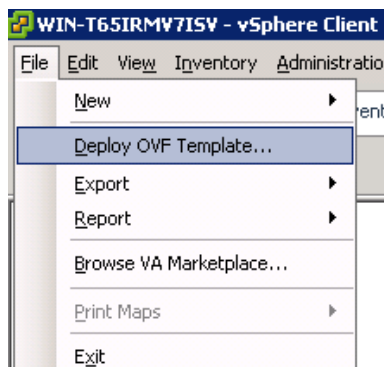 WIN-T65IRMV7ISV - vSphere Client
File Edit View Inventory Administratio
New
ent
Deploy OVF Template...
Export
Report
Browse VA Marketplace...
Print Maps
Exit